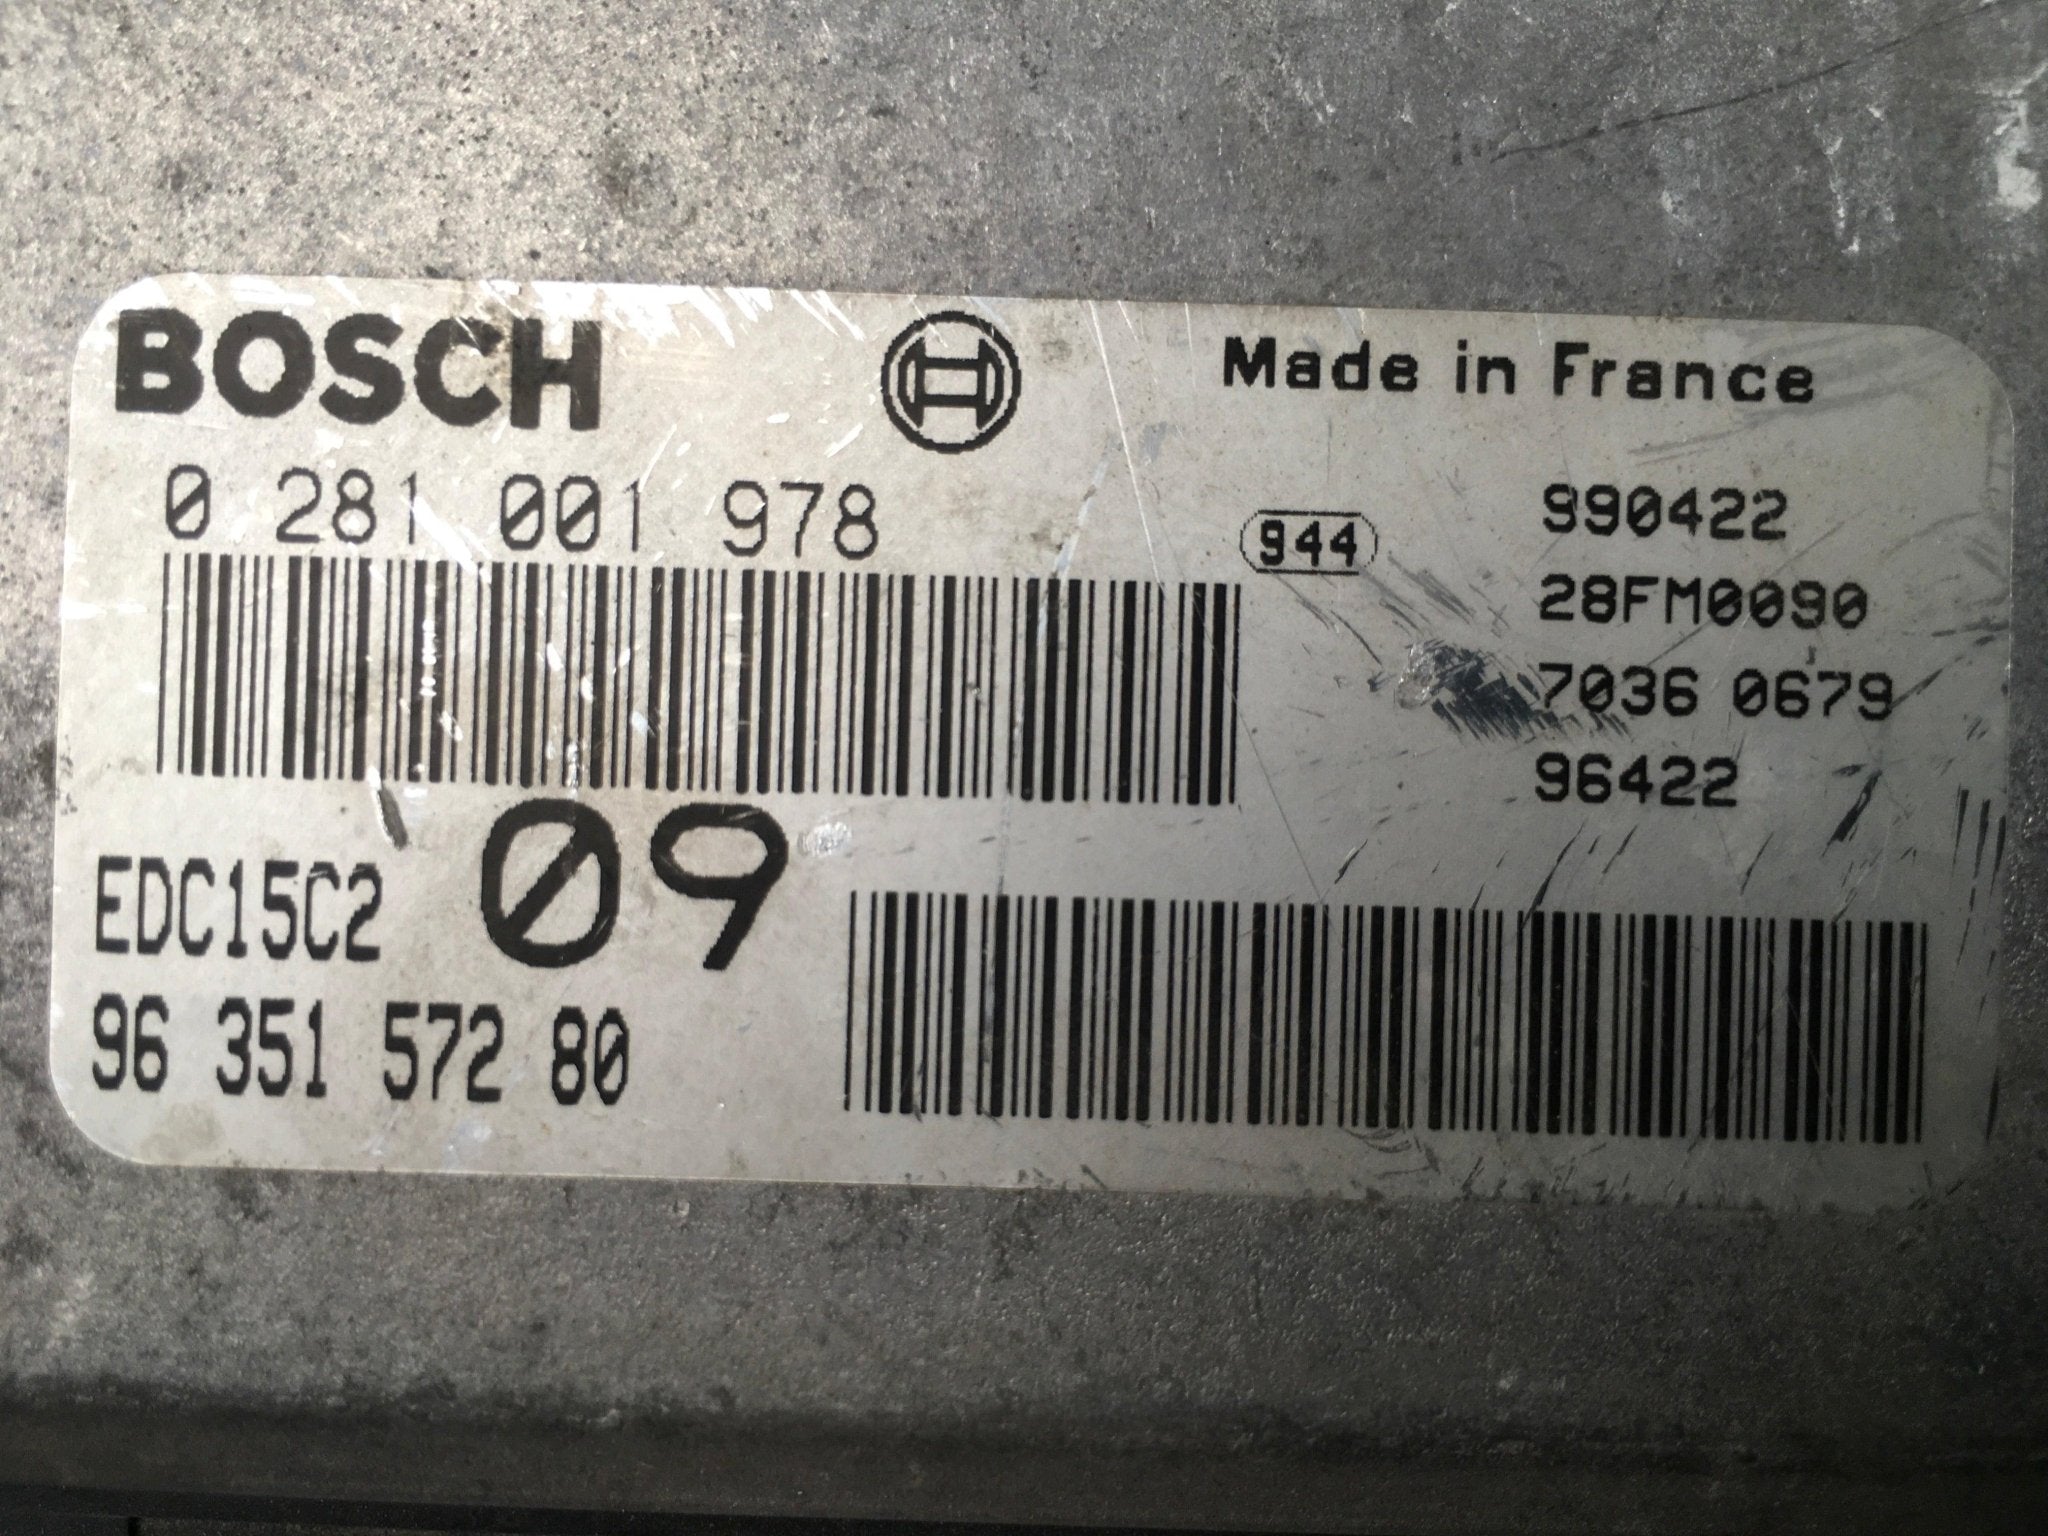 BOSCH
Made in France
0 281 001 978
944
990422
28FM0090
7036 0679
96422
EDC15C2
09
96 351 572 80